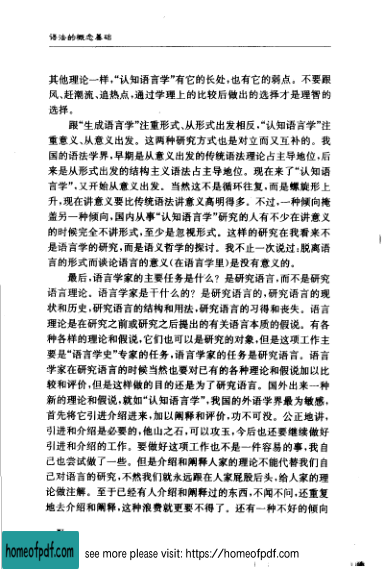 语法的概念基础
其他理论一样,“认知语言学”有它的长处,也有它的弱点。不要跟
风、赶潮流、追热点,通过学理上的比较后做出的选择才是理智的
选择。
跟“生成语言学”注重形式、从形式出发相反,“认知语言学”注
重意义、从意义出发。这两种研究方式也是对立而又互补的。我
国的语法学界,早期是从意义出发的传统语法理论占主导地位,后
来是从形式出发的结构主义语法占主导地位。现在来了“认知语
言学”,又开始从意义出发。当然这不是循环往复,而是螺旋形上
升,现在讲意义要比传统语法讲意义高明得多。不过,一种倾向掩
盖另一种倾向,国内从事“认知语言学”研究的人有不少在讲意义
的时候完全不讲形式,至少是忽视形式。这样的研究在我看来不
是语言学的研究,而是语义哲学的探讨。我不止一次说过:脱离语
言的形式而谈论语言的意义(在语言学里)是没有意义的。
最后,语言学家的主要任务是什么?是研究语言,而不是研究
语言理论。语言学家是干什么的?是研究语言的,研究语言的现
状和历史,研究语言的结构和用法,研究语言的习得和丧失。语言
理论是在研究之前或研究之后提出的有关语言本质的假说。有各
种各样的理论和假说,它们也可以是研究的对象,但是这项工作主
要是“语言学史”专家的任务,语言学家的任务是研究语言。语言
学家在研究语言的时候当然也要对已有的各种理论和假说加以比
较和评价,但是这样做的目的还是为了研究语言。国外出来一种
新的理论和假说,就如“认知语言学”,我国的外语学界最为敏感,
首先将它引进介绍进来,加以阐释和评价,功不可没。公正地讲,
引进和介绍是必要的,他山之石,可以攻玉,今后也还要继续做好
引进和介绍的工作。要做好这项工作也不是一件容易的事,我自
己也尝试做了一些。但是介绍和阐释人家的理论不能代替我们自
己对语言的研究,不然我们就永远跟在人家屁股后头,给人家的理
论做注解。至于已经有人介绍和阐释过的东西,不闻不问,还重复
地去介绍和阐释,这种浪费就更要不得了。还有一种不好的倾向
homeofpdf.com
see more please visit: https://homeofpdf.com